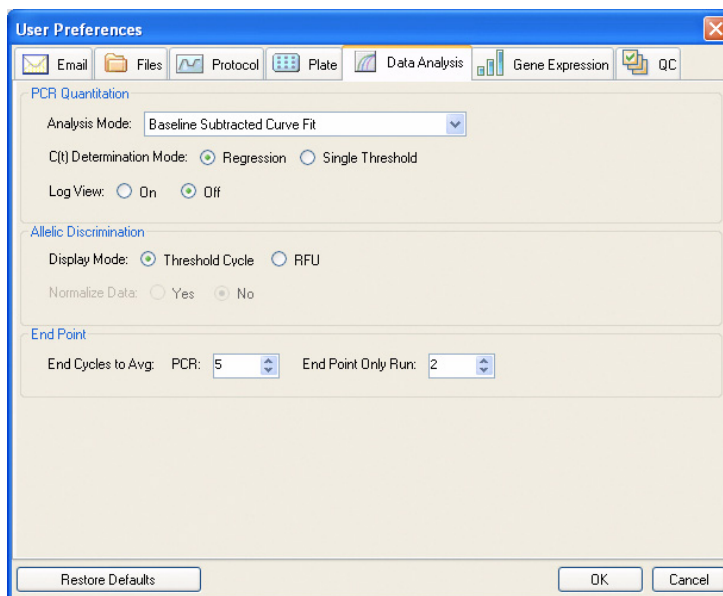 User Preferences
Email Files Protocol Plate Data Analysis Gene Expression QC
PCR Quantitation
Analysis Mode: Baseline Subtracted Curve Fit
C(t) Determination Mode: Regression Single Threshold
Log View: On Off
Allelic Discrimination
Display Mode: Threshold Cycle RFU
Normalize Data: Yes No
End Point
End Cycles to Avg: PCR: 5 End Point Only Run: 2
Restore Defaults OK Cancel